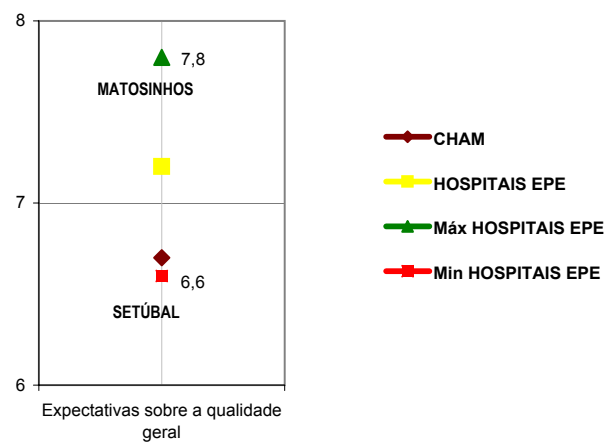 8
7,8
MATOSINHOS
7
6,6
SETÚBAL
6
Expectativas sobre a qualidade
geral
CHAM
HOSPITAIS EPE
Máx HOSPITAIS EPE
Min HOSPITAIS EPE